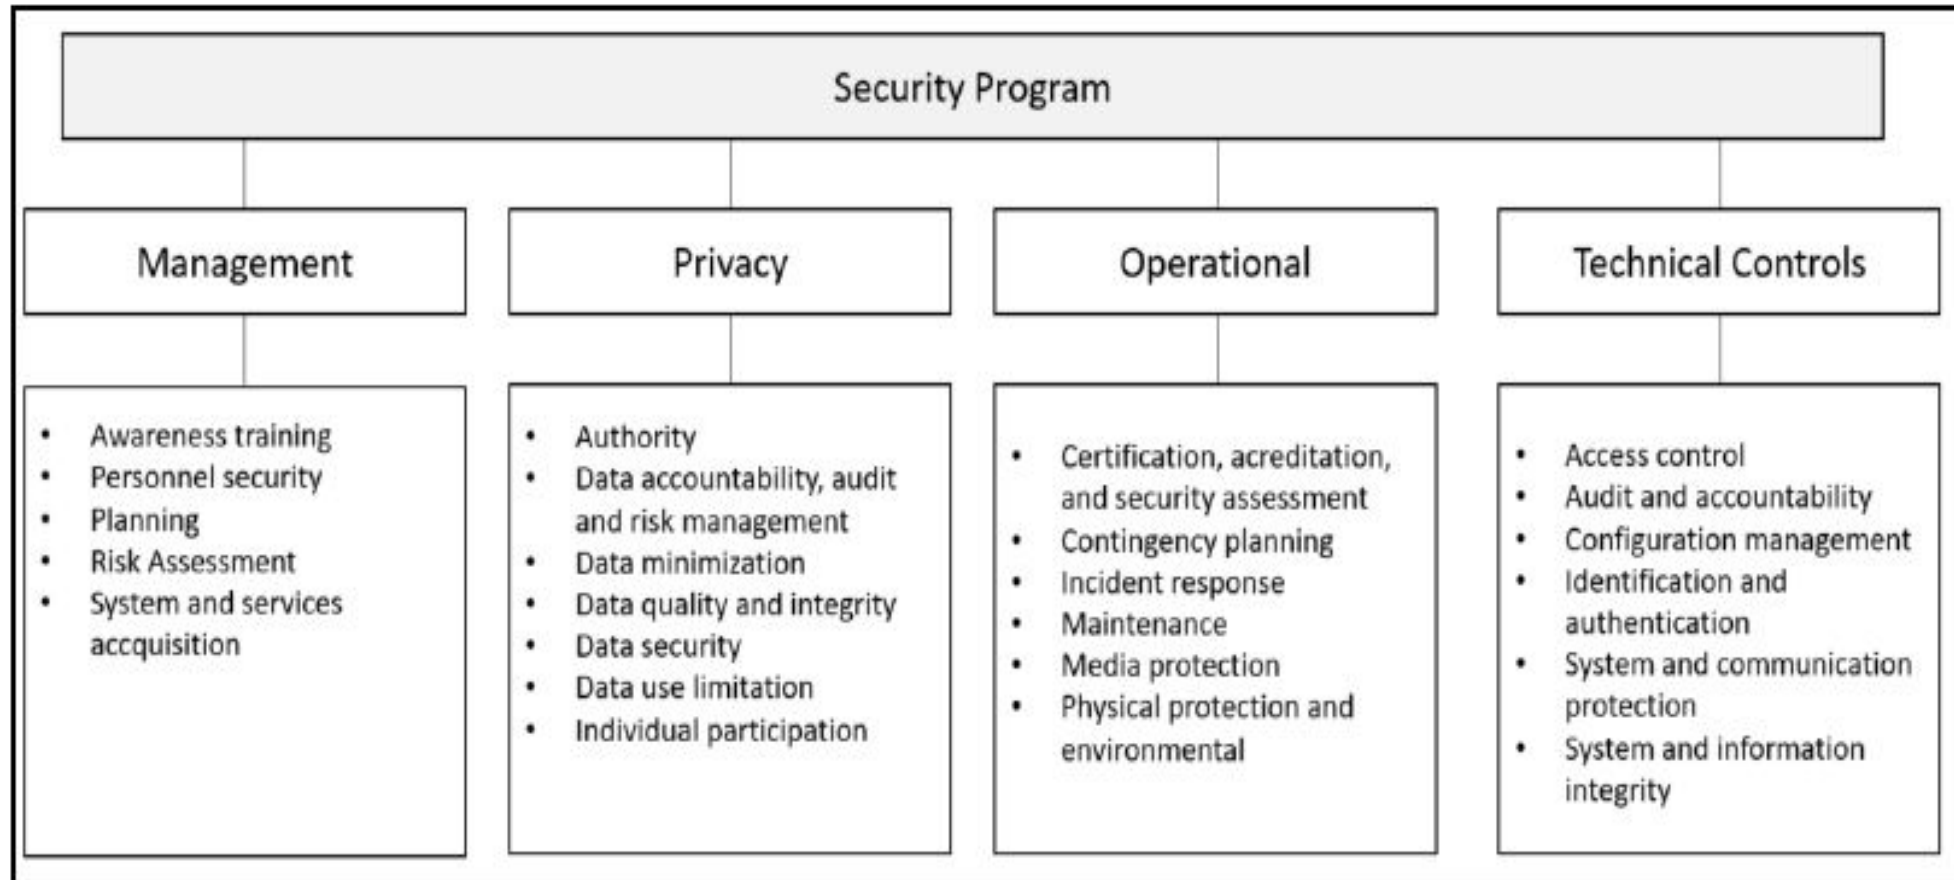 Security Program
Management
Privacy
Operational
Technical Controls
• Awareness training
• Personnel security
• Planning
• Risk Assessment
• System and services
accquisition
• Authority
• Data accountability, audit
and risk management
• Data minimization
• Data quality and integrity
• Data security
• Data use limitation
• Individual participation
• Certification, acreditation,
and security assessment
• Contingency planning
• Incident response
• Maintenance
• Media protection
• Physical protection and
environmental
• Access control
• Audit and accountability
• Configuration management
• Identification and
authentication
• System and communication
protection
• System and information
integrity